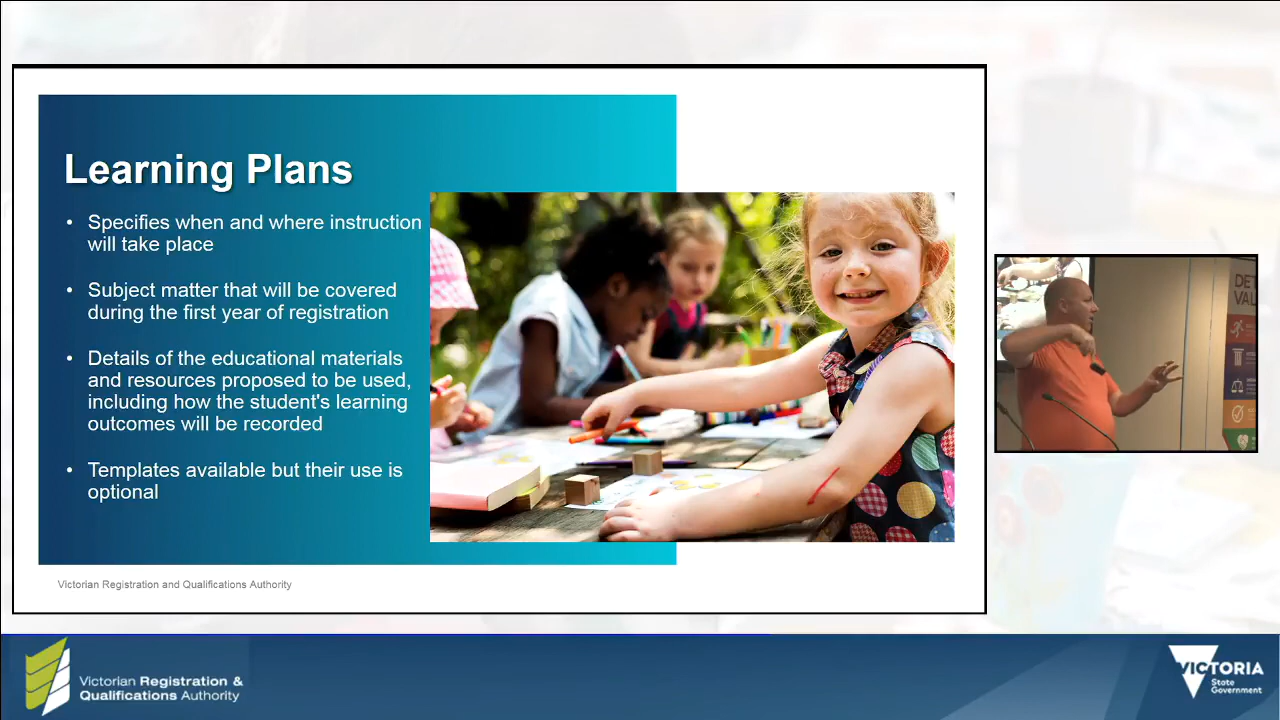 Learning Plans
• Specifies when and where instruction
will take place
• Subject matter that will be covered
during the first year of registration
• Details of the educational materials
and resources proposed to be used,
including how the student's learning
outcomes will be recorded
• Templates available but their use is
optional
Victorian Registration and Qualifications Authority
Victorian Registration &
Qualifications Authority
VICTORIA
State
Government